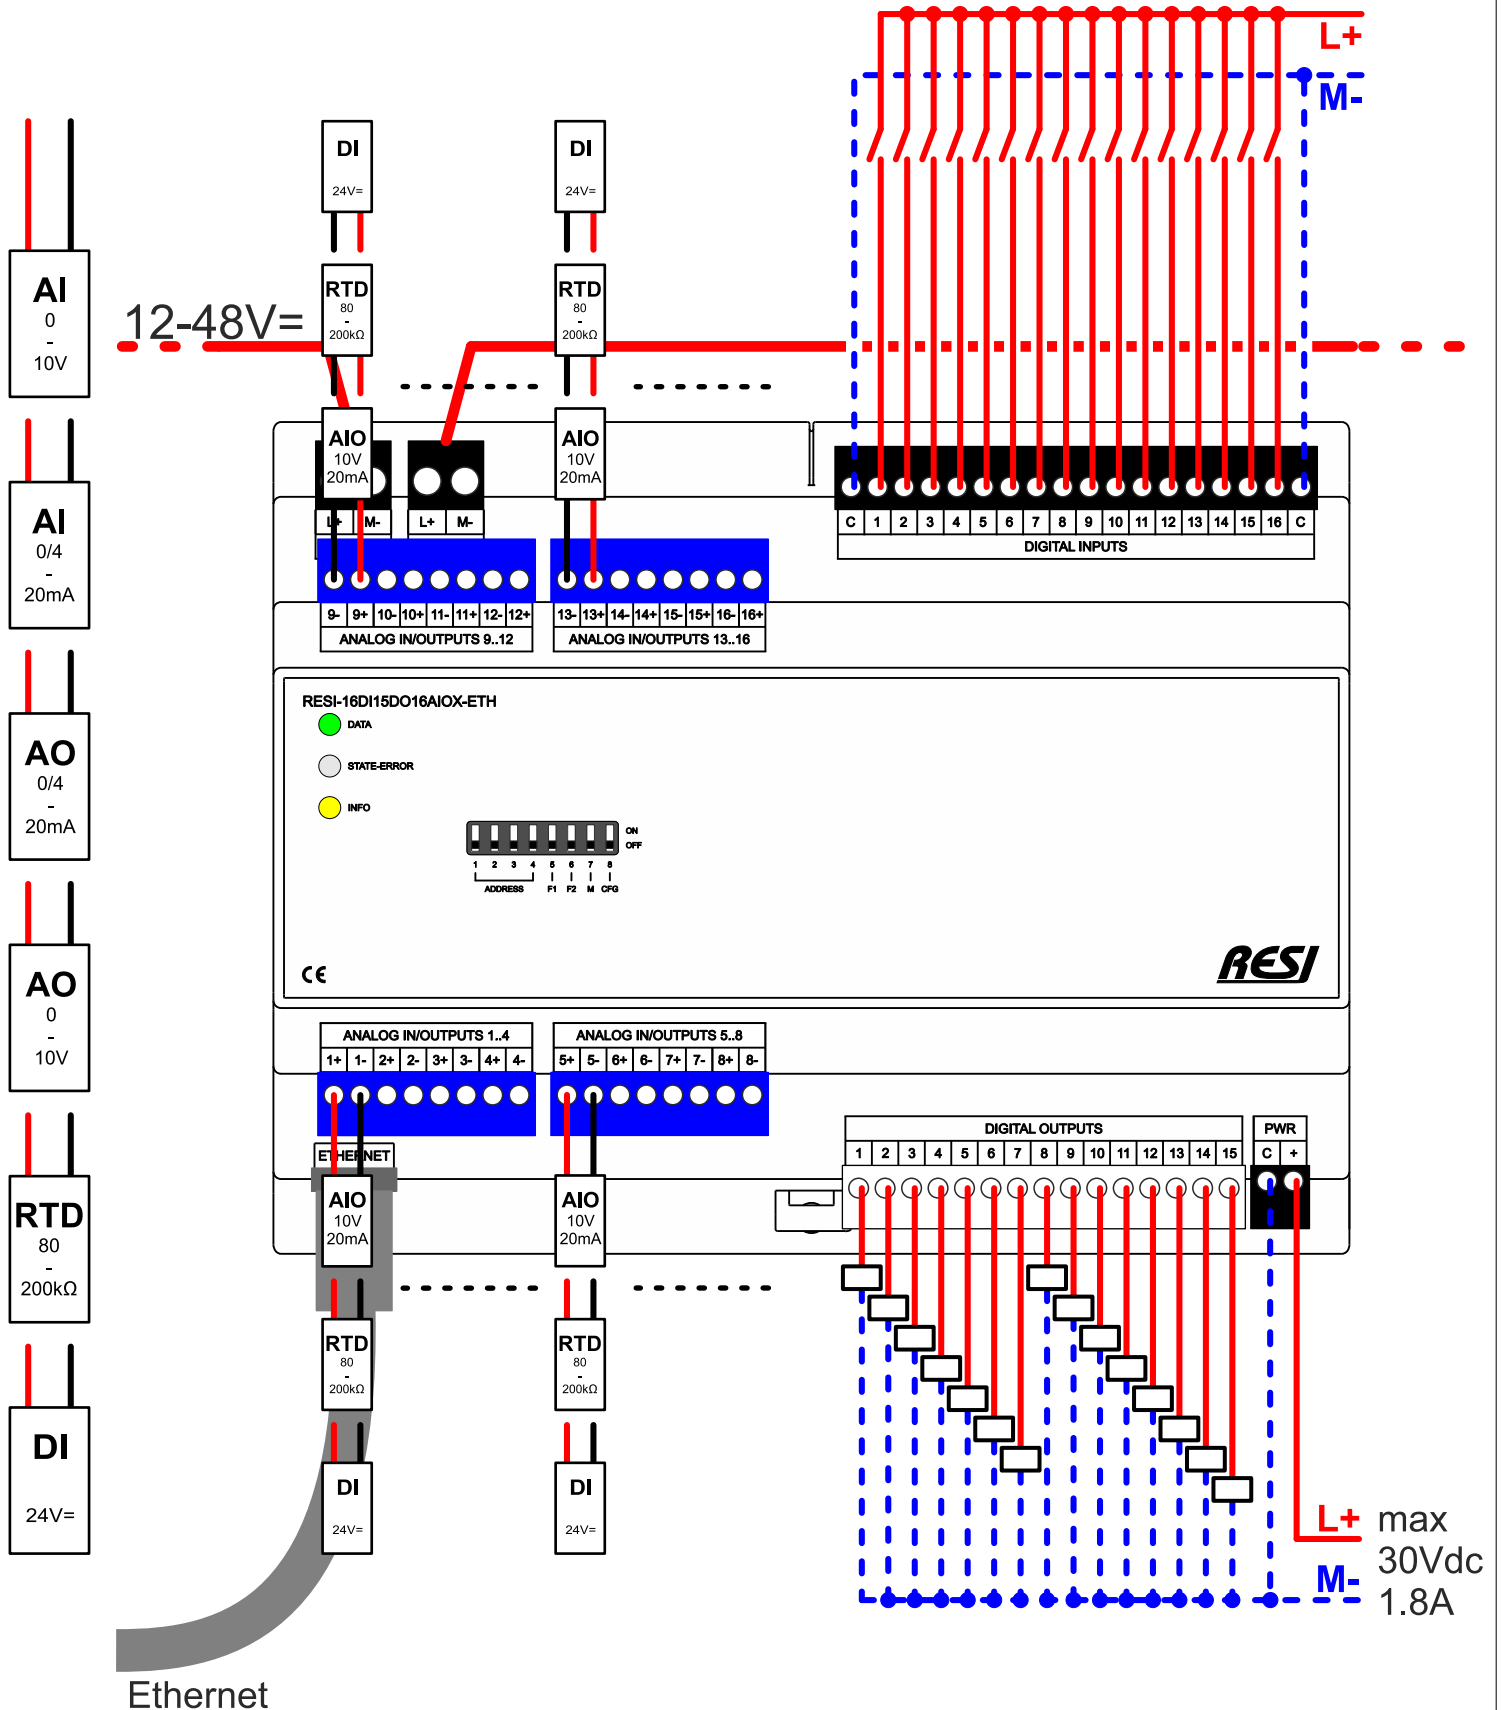 L+
M-
DI
24V=
DI
24V=
AI
0
-
10V
RTD
80
-
200kΩ
RTD
80
-
200kΩ
12-48V=
AIO
10V
20mA
AIO
10V
20mA
AI
0/4
-
20mA
L+ M- L+ M-
C 1 2 3 4 5 6 7 8 9 10 11 12 13 14 15 16 C
DIGITAL INPUTS
9- 9+ 10- 10+ 11- 11+ 12- 12+
ANALOG IN/OUTPUTS 9..12
13- 13+ 14- 14+ 15- 15+ 16- 16+
ANALOG IN/OUTPUTS 13..16
AO
0/4
-
20mA
RESI-16DI15DO16AIOX-ETH
DATA
STATE-ERROR
INFO
ON
OFF
1 2 3 4 5 6 7 8
ADDRESS F1 F2 M CFG
AO
0
-
10V
CE
RESI
ANALOG IN/OUTPUTS 1..4
1+ 1- 2+ 2- 3+ 3- 4+ 4-
ANALOG IN/OUTPUTS 5..8
5+ 5- 6+ 6- 7+ 7- 8+ 8-
DIGITAL OUTPUTS
1 2 3 4 5 6 7 8 9 10 11 12 13 14 15
PWR
C +
ETHERNET
RTD
80
-
200kΩ
AIO
10V
20mA
AIO
10V
20mA
RTD
80
-
200kΩ
RTD
80
-
200kΩ
DI
24V=
DI
24V=
DI
24V=
L+ max
30Vdc
M- 1.8A
Ethernet